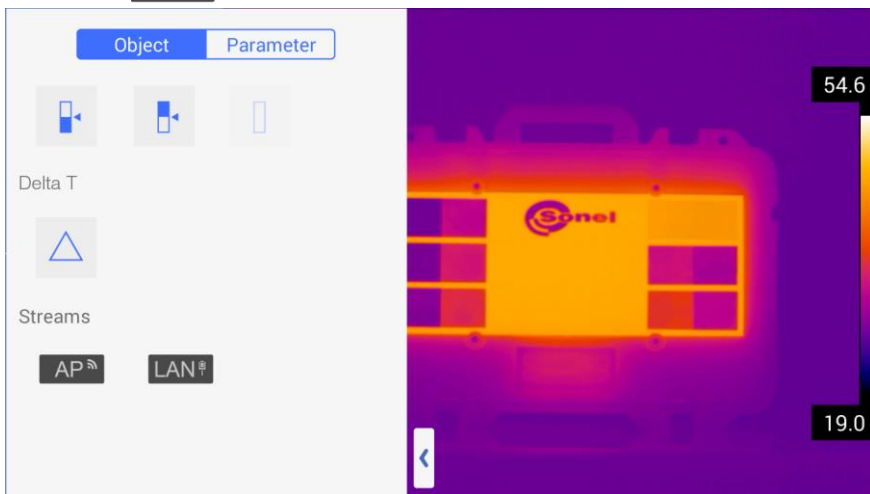 Object Parameter
54.6
Delta T
Sonel
Streams
AP LAN
19.0